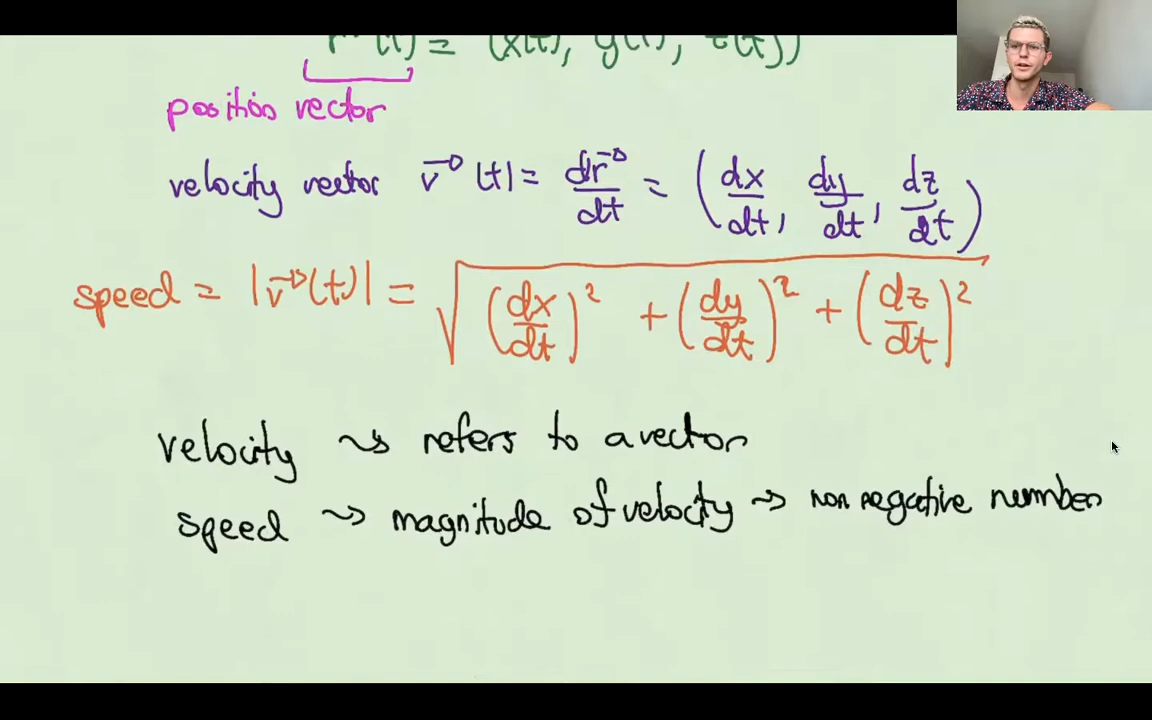 r→(t) = (x(t), y(t), z(t))
position vector
velocity vector v→(t) = dr→/dt = (dx/dt, dy/dt, dz/dt)
speed = |v→(t)| = √((dx/dt)² + (dy/dt)² + (dz/dt)²)
velocity ⇝ refers to a vector
speed ⇝ magnitude of velocity ⇝ non negative number